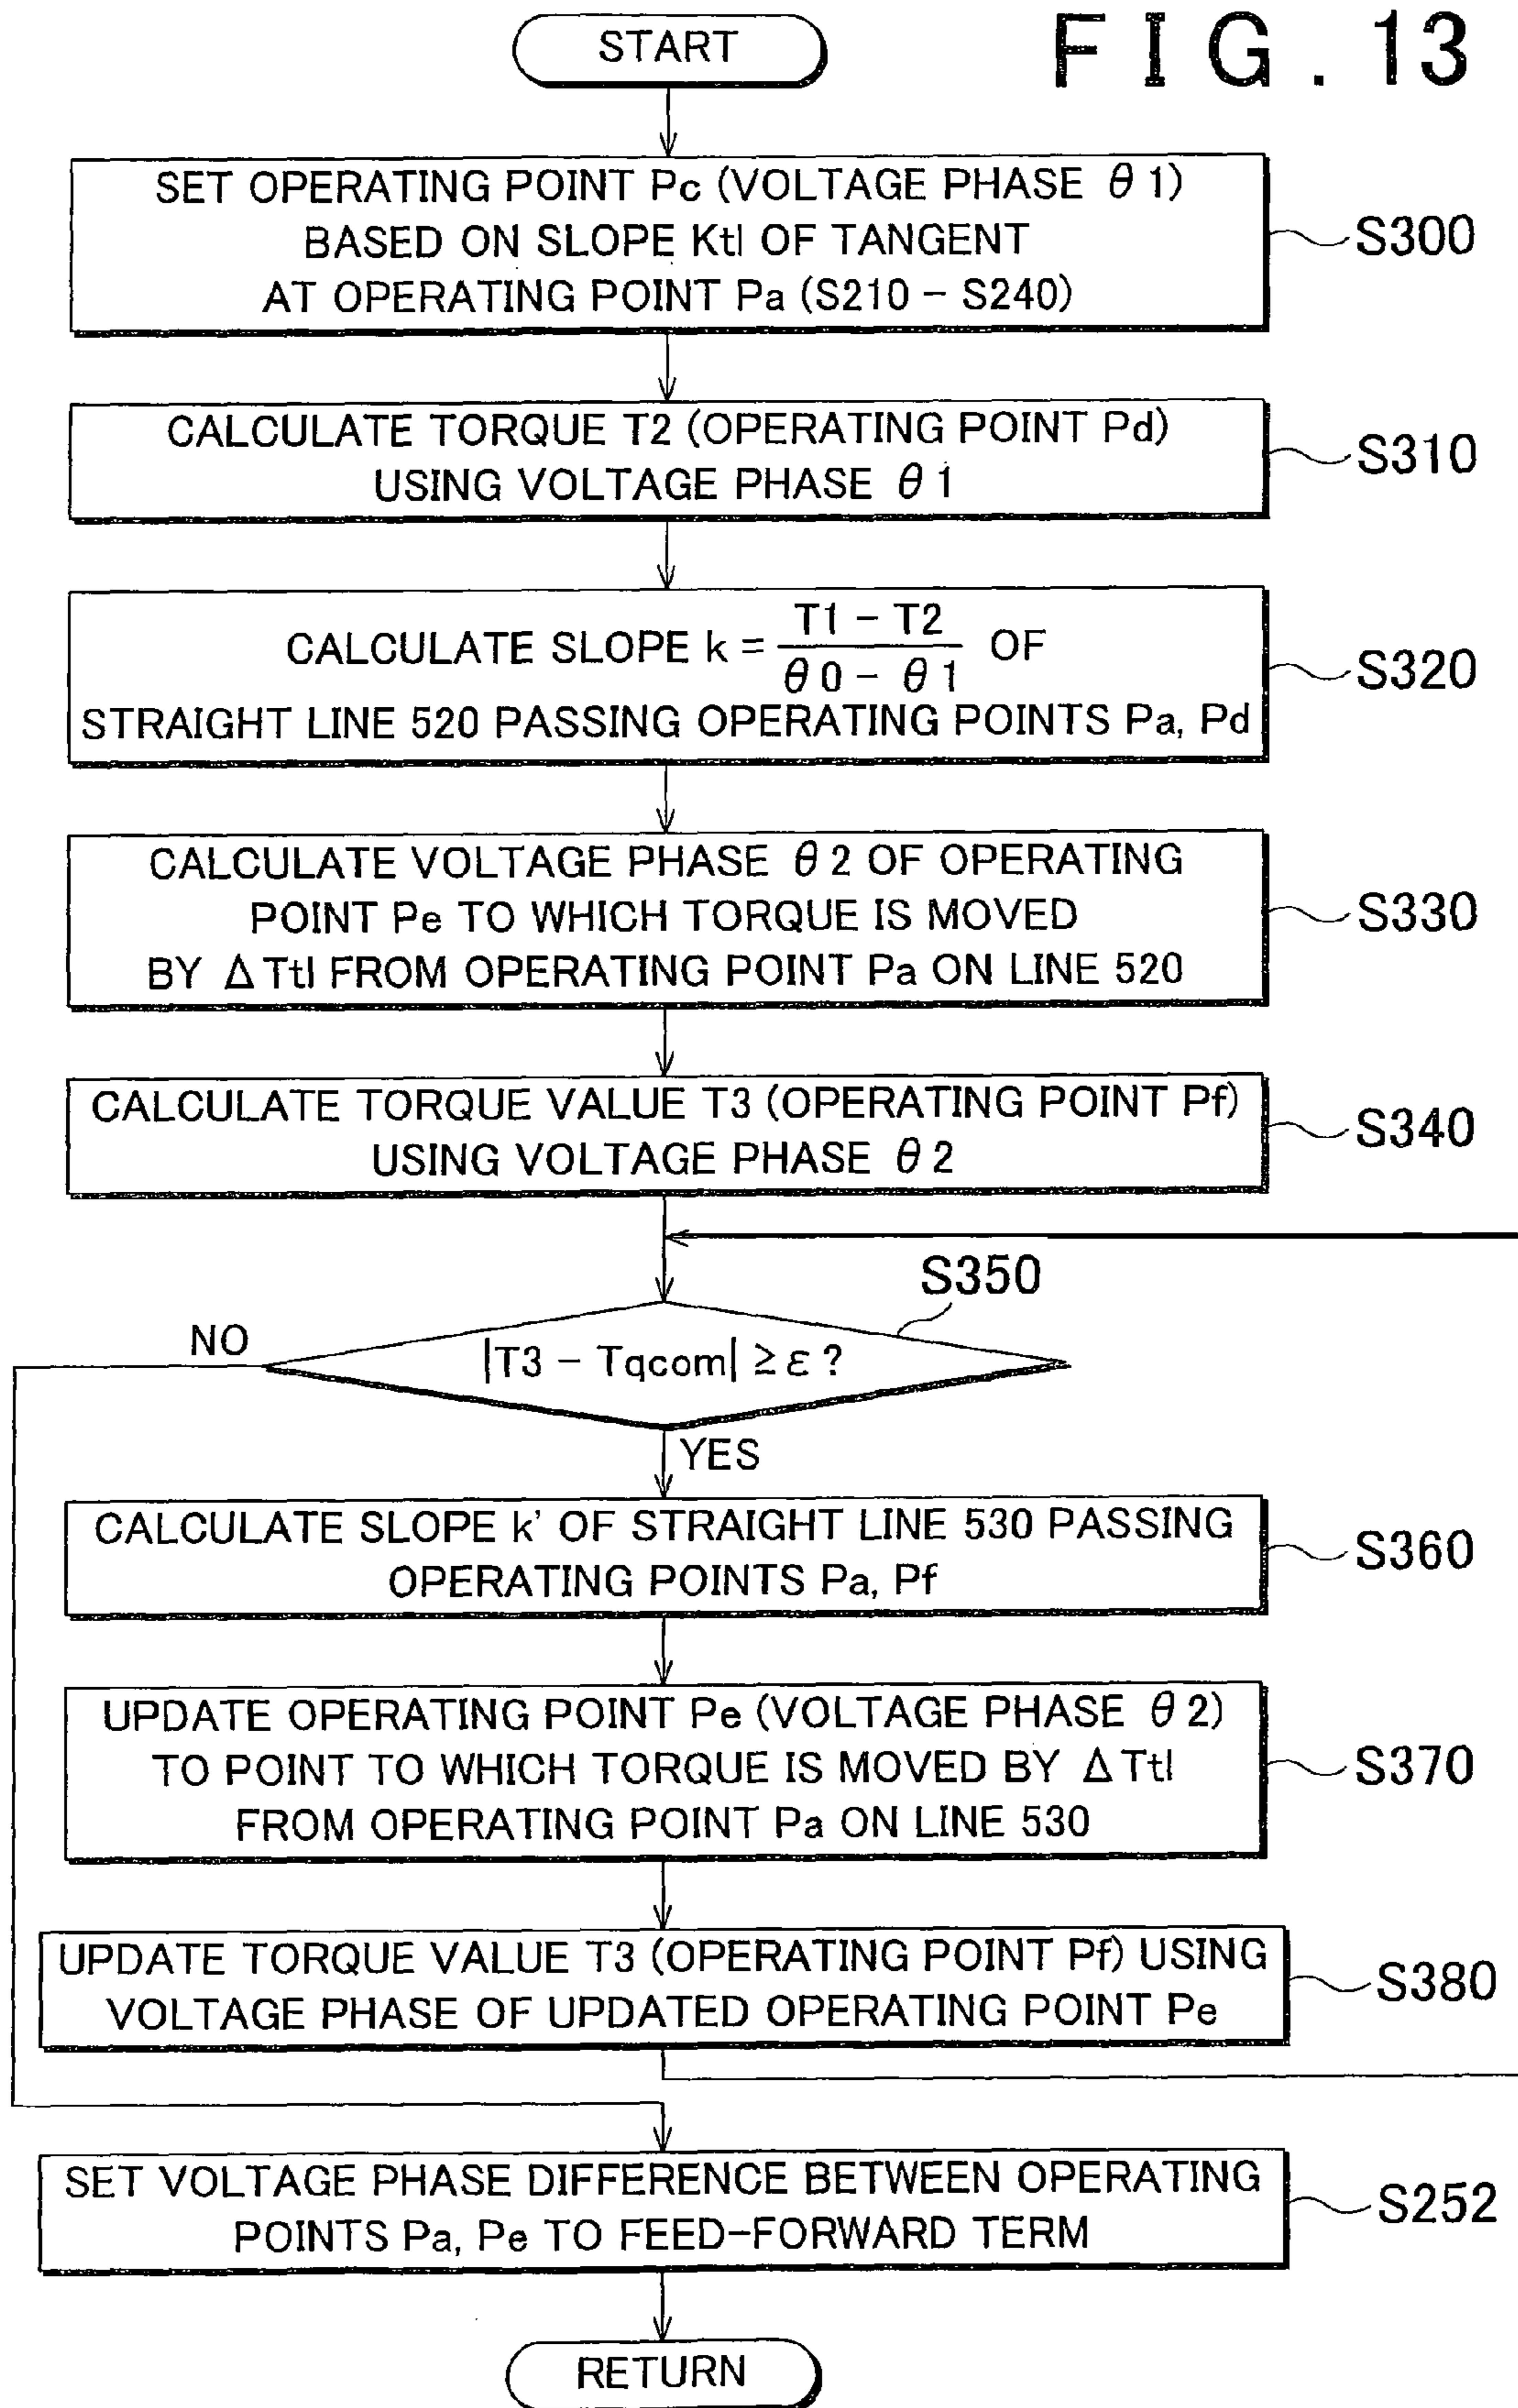 FIG. 13
START
SET OPERATING POINT Pc (VOLTAGE PHASE θ1)
BASED ON SLOPE Ktl OF TANGENT
AT OPERATING POINT Pa (S210 - S240)
S300
CALCULATE TORQUE T2 (OPERATING POINT Pd)
USING VOLTAGE PHASE θ1
S310
CALCULATE SLOPE k = (T1 - T2) / (θ0 - θ1) OF
STRAIGHT LINE 520 PASSING OPERATING POINTS Pa, Pd
S320
CALCULATE VOLTAGE PHASE θ2 OF OPERATING
POINT Pe TO WHICH TORQUE IS MOVED
BY ΔTtl FROM OPERATING POINT Pa ON LINE 520
S330
CALCULATE TORQUE VALUE T3 (OPERATING POINT Pf)
USING VOLTAGE PHASE θ2
S340
S350
|T3 - Tqcom| ≥ ε?
NO
YES
CALCULATE SLOPE k' OF STRAIGHT LINE 530 PASSING
OPERATING POINTS Pa, Pf
S360
UPDATE OPERATING POINT Pe (VOLTAGE PHASE θ2)
TO POINT TO WHICH TORQUE IS MOVED BY ΔTtl
FROM OPERATING POINT Pa ON LINE 530
S370
UPDATE TORQUE VALUE T3 (OPERATING POINT Pf) USING
VOLTAGE PHASE OF UPDATED OPERATING POINT Pe
S380
SET VOLTAGE PHASE DIFFERENCE BETWEEN OPERATING
POINTS Pa, Pe TO FEED-FORWARD TERM
S252
RETURN